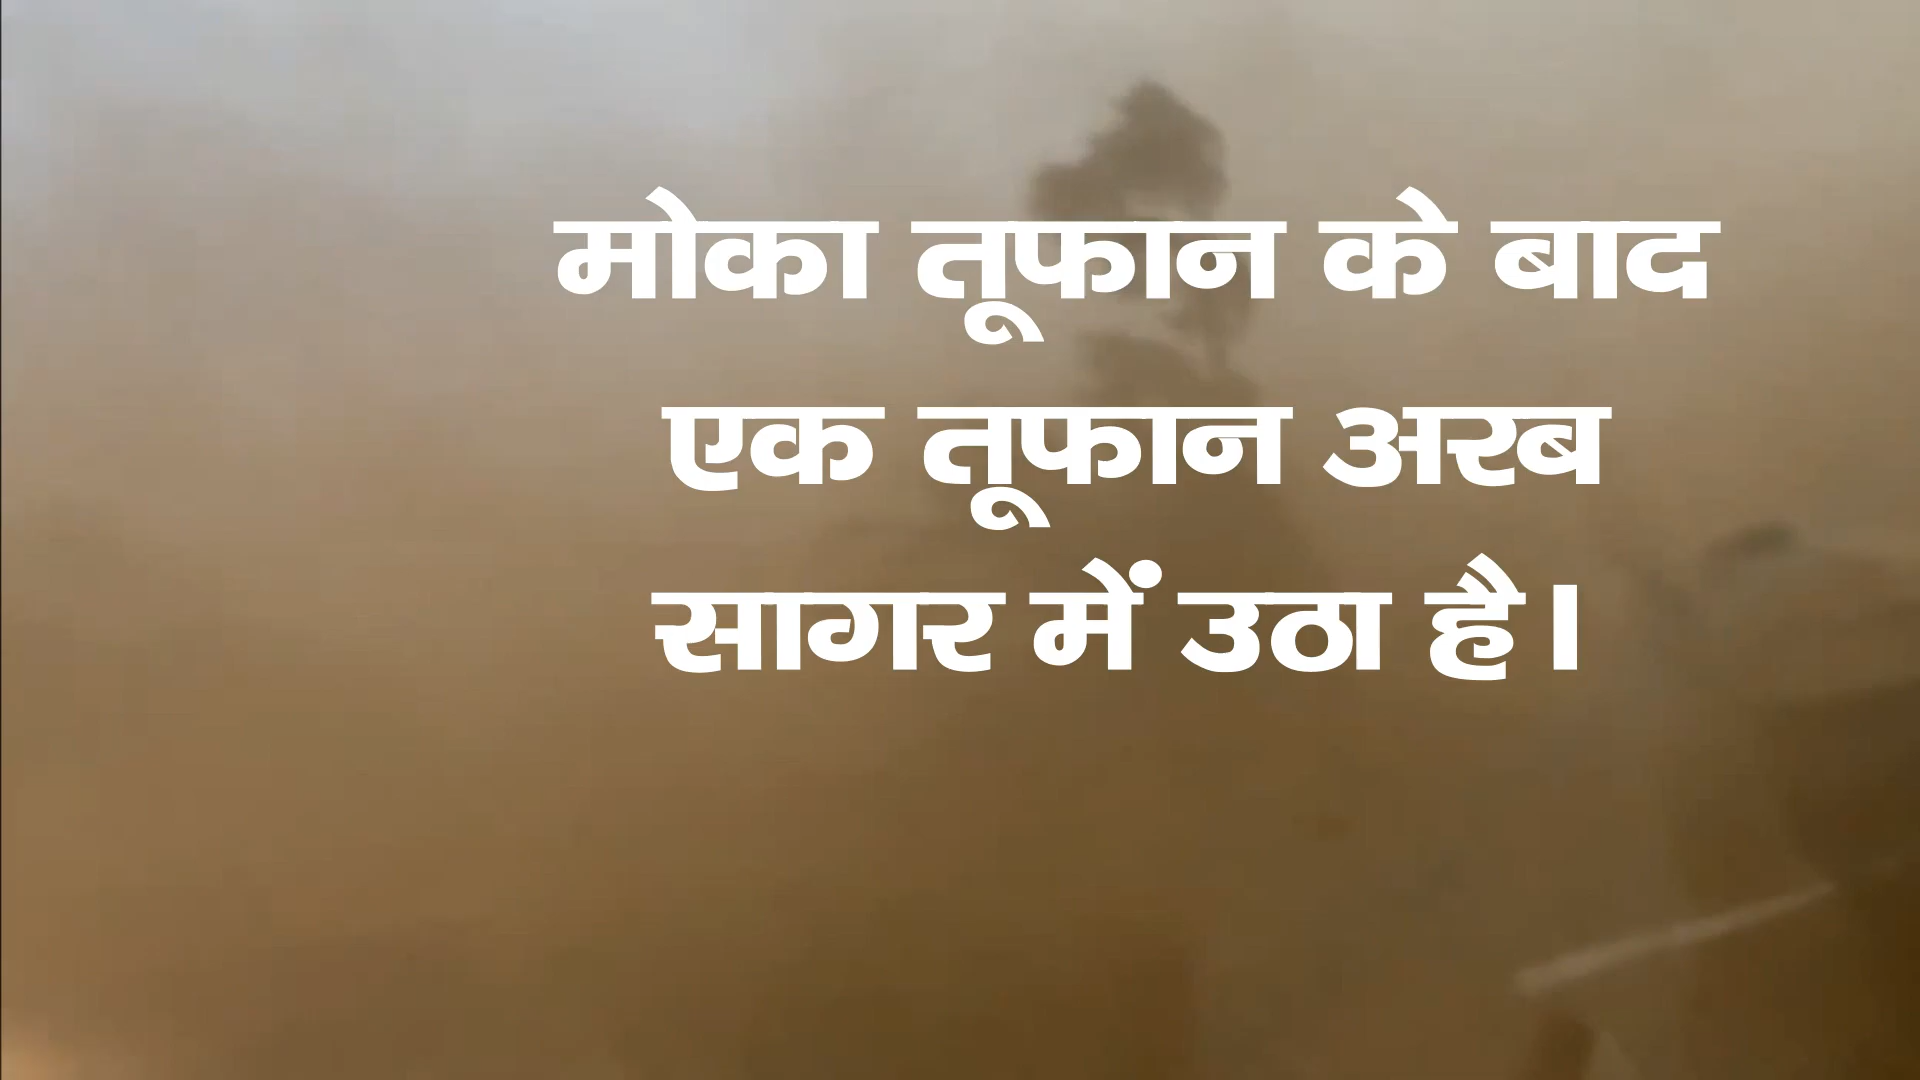 मोका तूफान के बाद
एक तूफान अरब
सागर में उठा है।